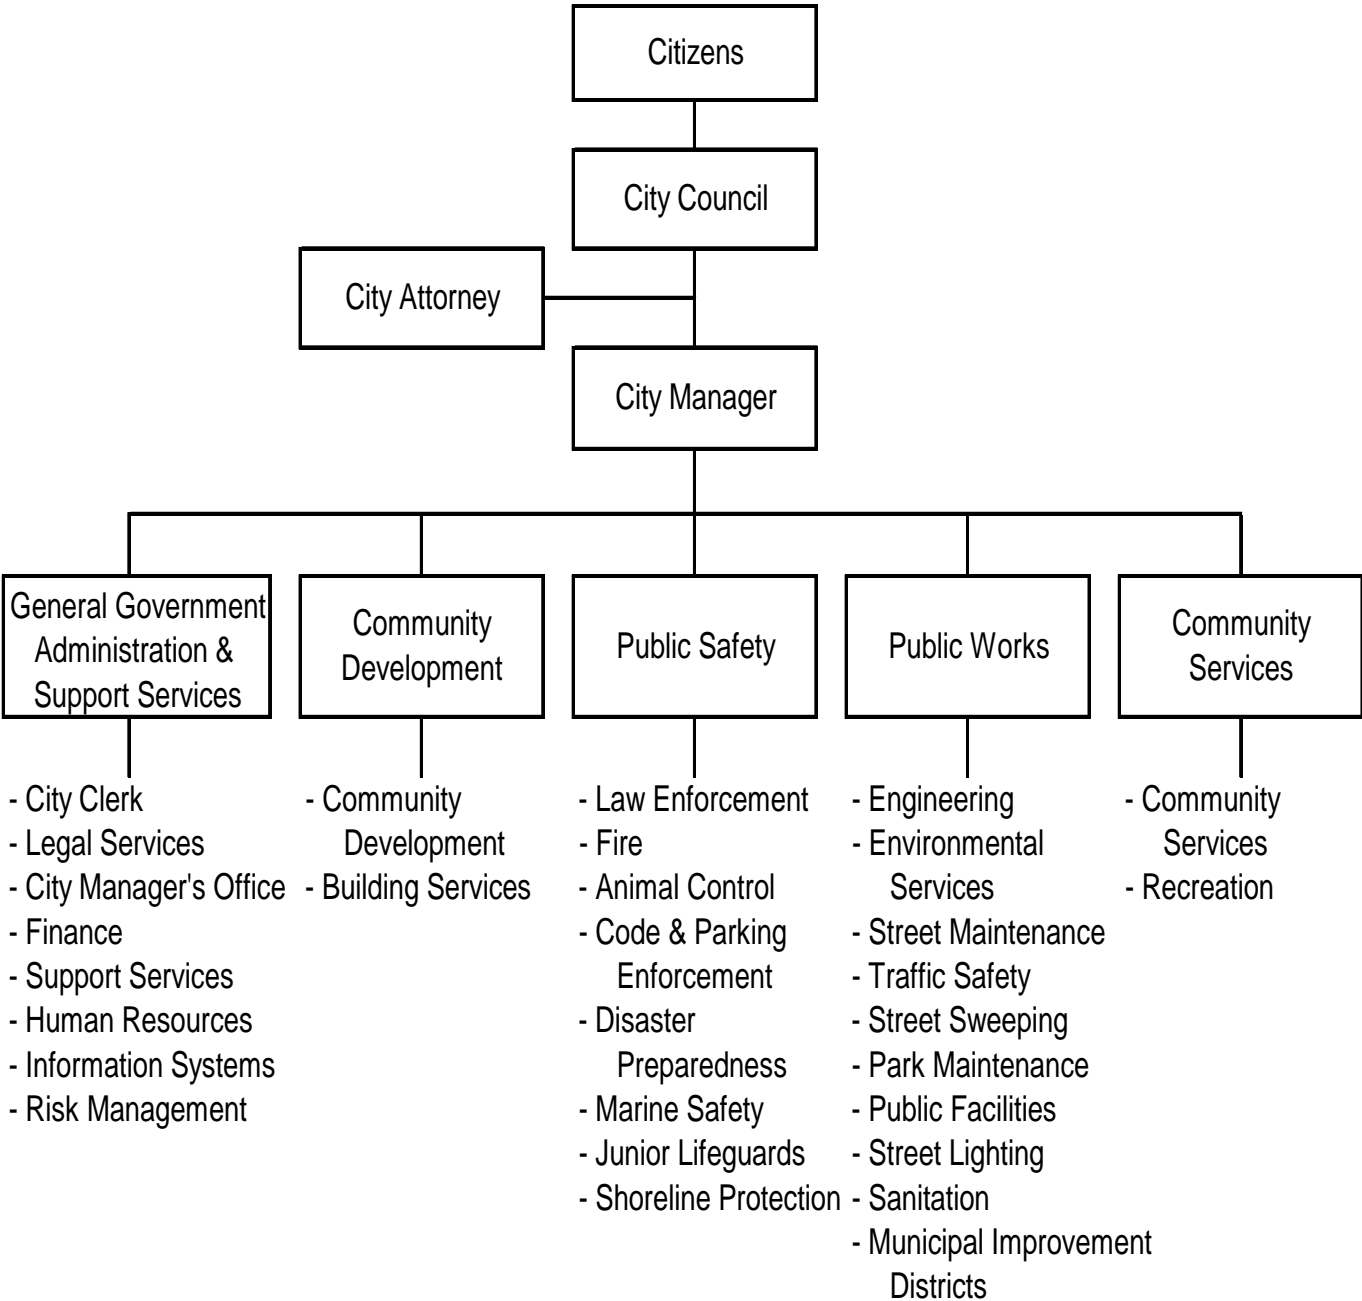 Citizens
City Council
City Attorney
City Manager
General Government
Administration &
Support Services
Community
Development
Public Safety
Public Works
Community
Services
- City Clerk
- Legal Services
- City Manager's Office
- Finance
- Support Services
- Human Resources
- Information Systems
- Risk Management
- Community
Development
- Building Services
- Law Enforcement
- Fire
- Animal Control
- Code & Parking
Enforcement
- Disaster
Preparedness
- Marine Safety
- Junior Lifeguards
- Shoreline Protection
- Engineering
- Environmental
Services
- Street Maintenance
- Traffic Safety
- Street Sweeping
- Park Maintenance
- Public Facilities
- Street Lighting
- Sanitation
- Municipal Improvement
Districts
- Community
Services
- Recreation